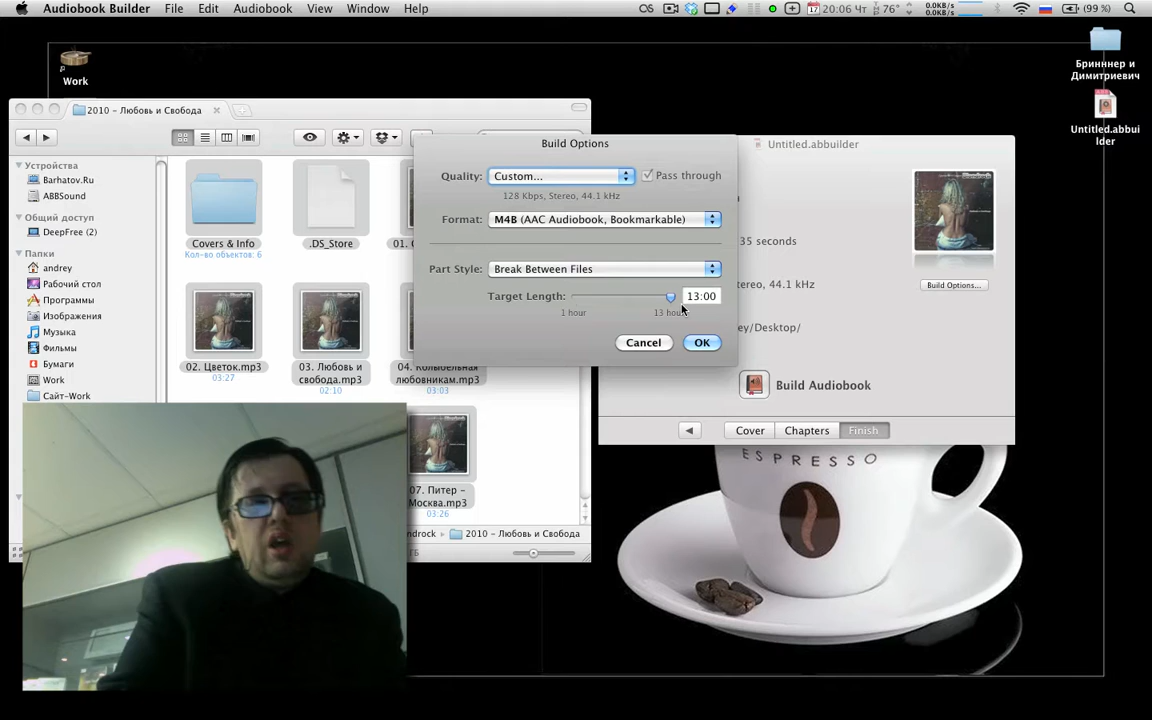 Audiobook Builder File Edit Audiobook View Window Help
0.0KB/s
0.0KB/s
17 20:06 Чт
76°
(99 %)
Work
Бринннер и
Димитриевич
Untitled.abbui
lder
2010 – Любовь и Свобода
Устройства
Barhatov.Ru
ABBSound
Общий доступ
DeepFree (2)
Папки
andrey
Рабочий стол
Программы
Изображения
Музыка
Фильмы
Бумаги
Work
Сайт-Work
Covers & Info
Кол-во объектов: 6
.DS_Store
02. Цветок.mp3
03:27
03. Любовь и
свобода.mp3
02:10
04. Колыбельная
любовникам.mp3
03:03
07. Питер –
Москва.mp3
03:26
2010 – Любовь и Свобода
Build Options
Quality: Custom... Pass through
128 Kbps, Stereo, 44.1 kHz
Format: M4B (AAC Audiobook, Bookmarkable)
Part Style: Break Between Files
Target Length: 13:00
1 hour
Cancel OK
Untitled.abbuilder
35 seconds
44.1 kHz
/Desktop/
Build Options...
Build Audiobook
Cover Chapters Finish
ESPRESSO